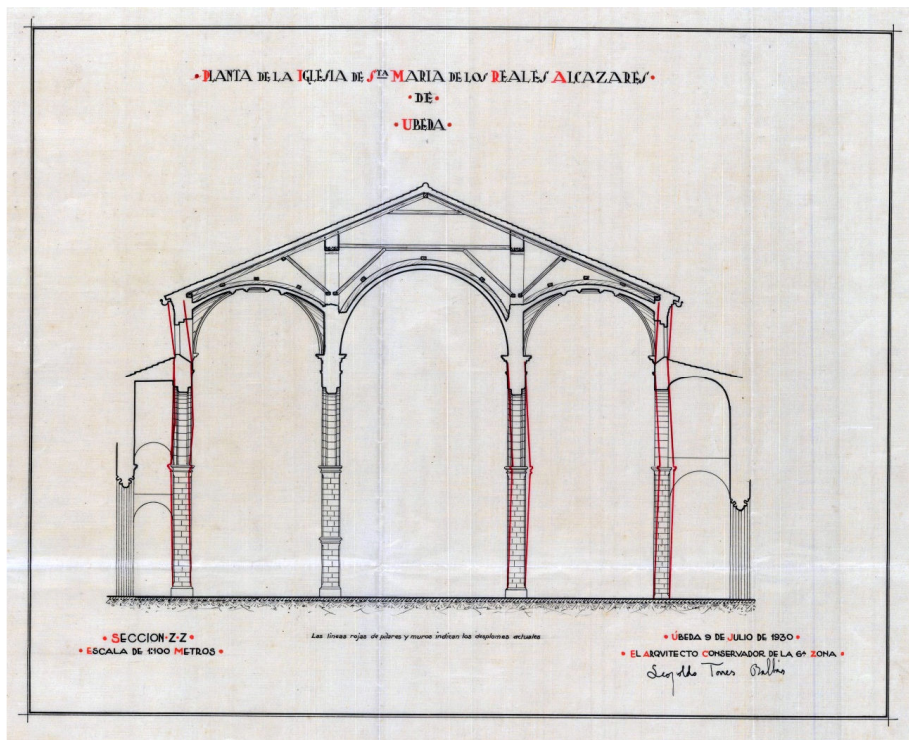 • PLANTA DE LA IGLESIA DE STA MARIA DE LOS REALES ALCAZARES •
• DE •
• UBEDA •
• SECCION • Z • Z •
• ESCALA DE 1:100 METROS •
Las líneas rojas de pilares y muros indican los desplomes actuales
• ÚBEDA 9 DE JULIO DE 1930 •
• EL ARQVITECTO CONSERVADOR DE LA 6ª ZONA •
Leopoldo Torres Balbás